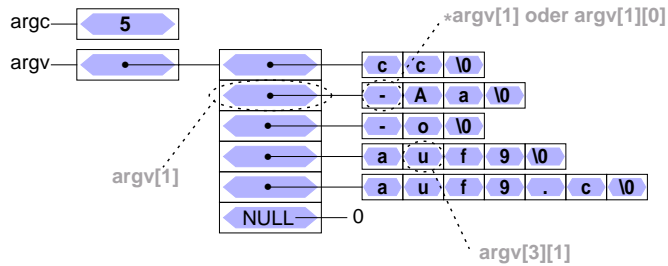 *argv[1] oder argv[1][0]
argc 5
argv c c \0
- A a \0
- o \0
argv[1]
a u f 9 \0
a u f 9 . c \0
NULL 0
argv[3][1]